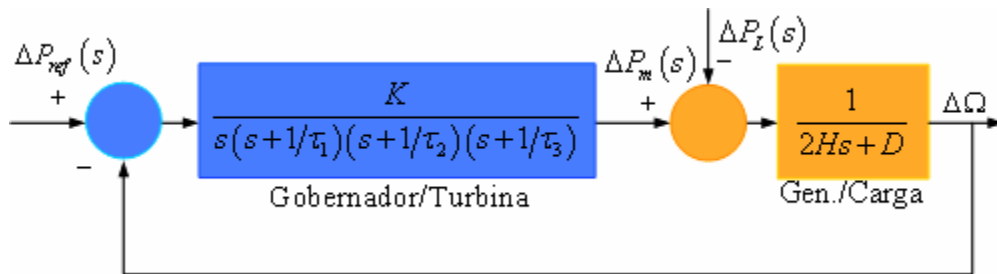 ΔP_ref(s)
+
−
K
s(s+1/τ₁)(s+1/τ₂)(s+1/τ₃)
Gobernador/Turbina
ΔP_m(s)
+
ΔP_L(s)
−
1
2Hs+D
Gen./Carga
ΔΩ